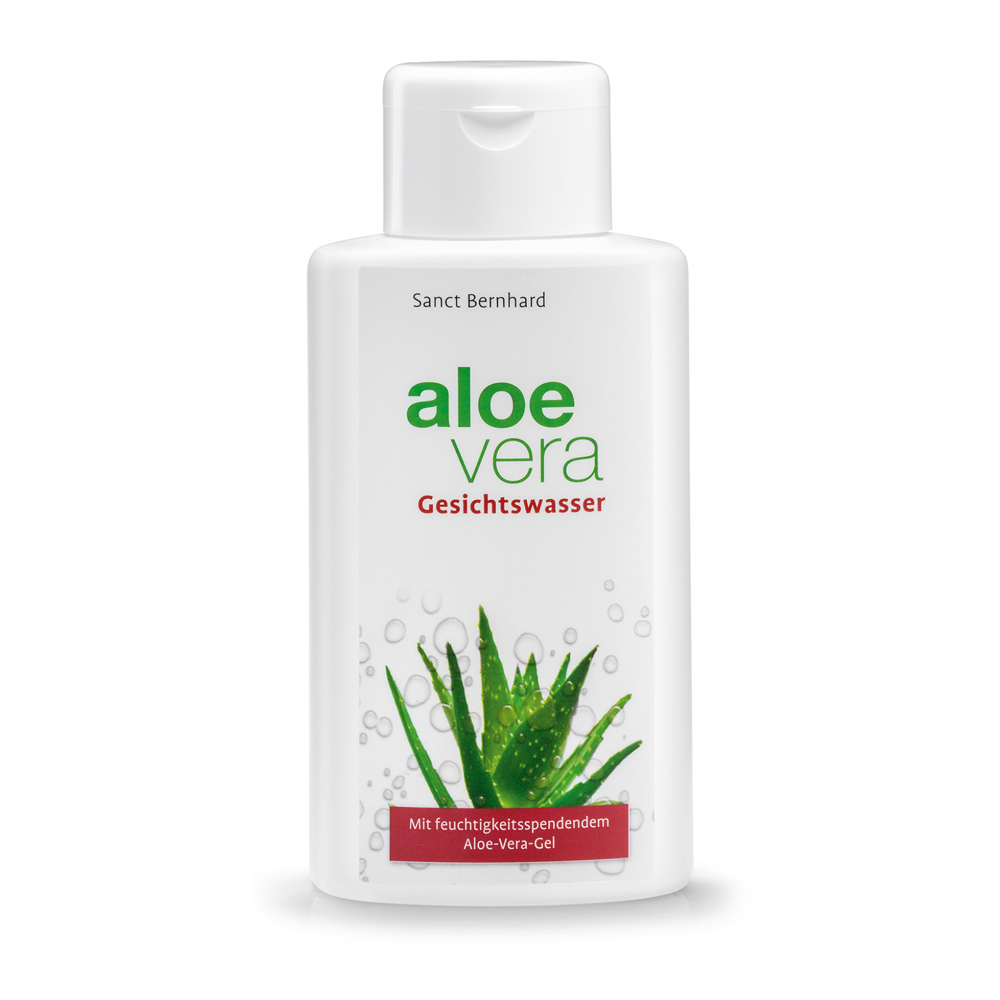 Sanct Bernhard
aloe
vera
Gesichtswasser
Mit feuchtigkeitsspendendem
Aloe-Vera-Gel